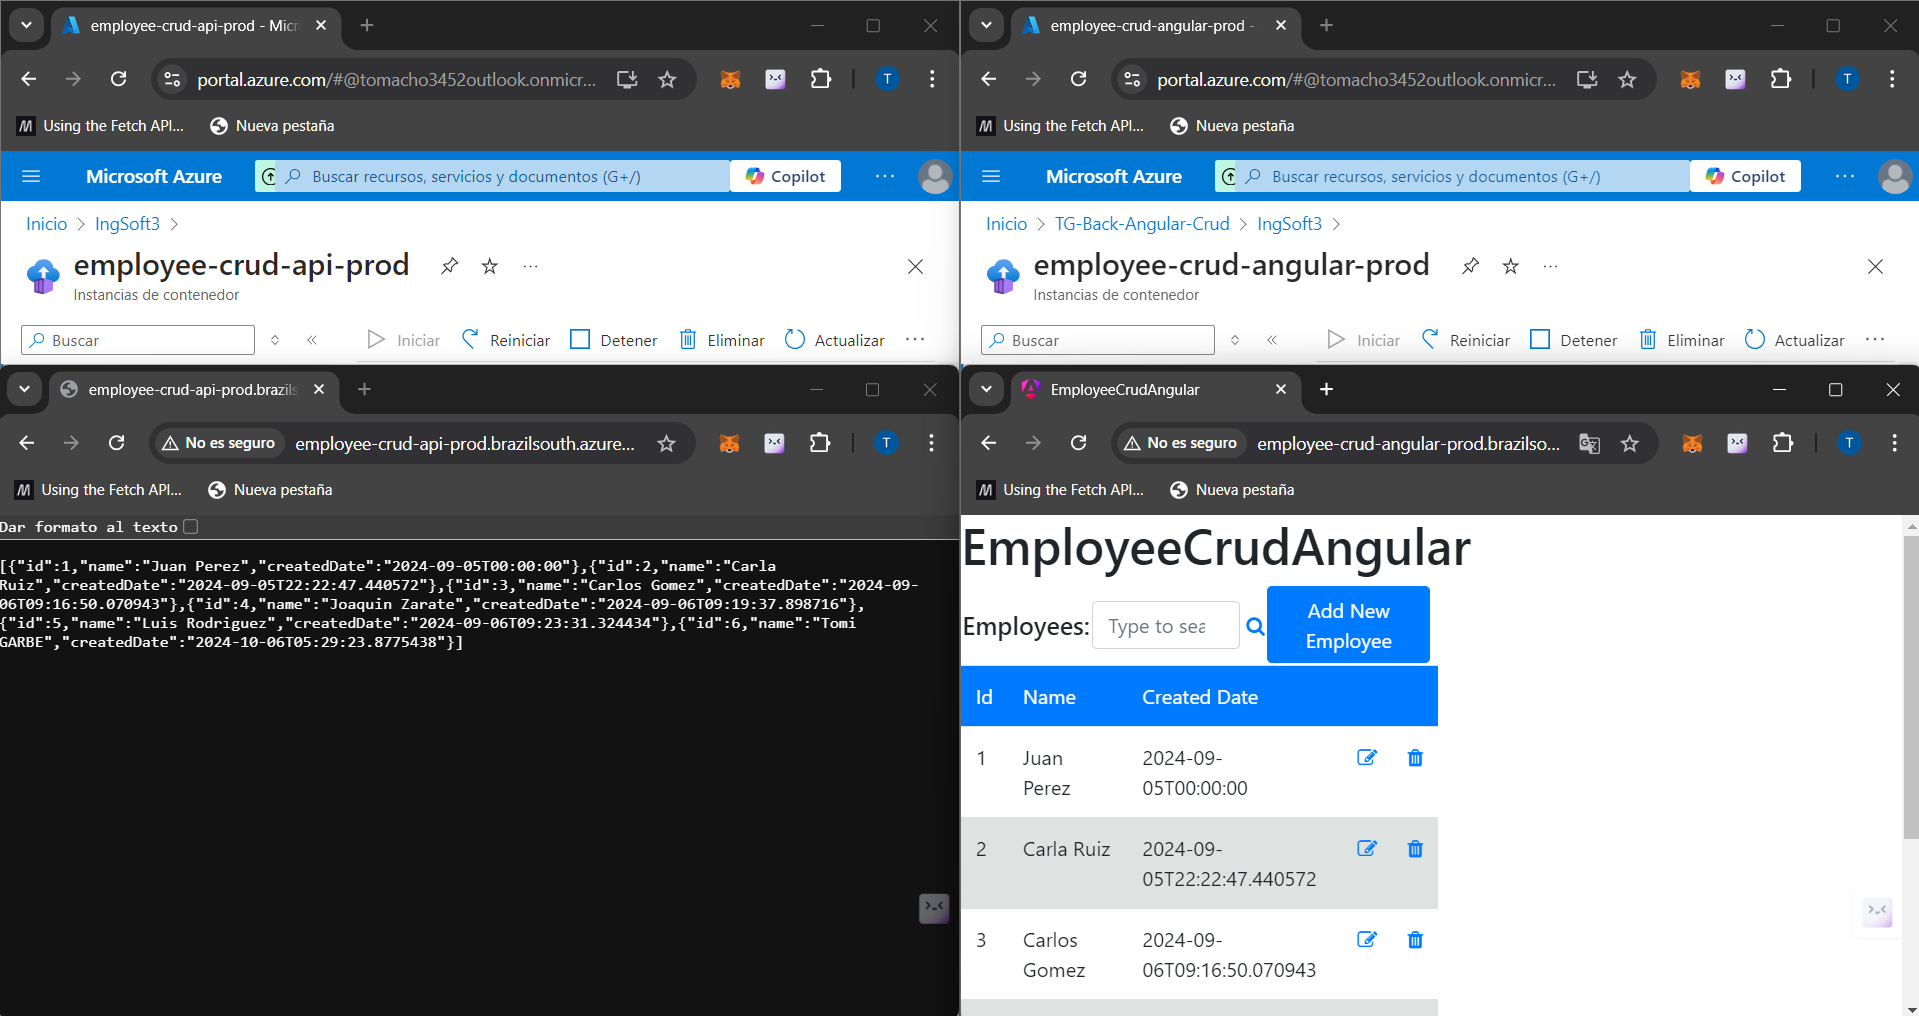 employee-crud-api-prod - Micr
portal.azure.com/#@tomacho3452outlook.onmicr...
T
Using the Fetch API...
Nueva pestaña
Microsoft Azure
Buscar recursos, servicios y documentos (G+/)
Copilot
Inicio > IngSoft3 >
employee-crud-api-prod
Instancias de contenedor
Buscar
Iniciar
Reiniciar
Detener
Eliminar
Actualizar
employee-crud-angular-prod -
portal.azure.com/#@tomacho3452outlook.onmicr...
T
Using the Fetch API...
Nueva pestaña
Microsoft Azure
Buscar recursos, servicios y documentos (G+/)
Copilot
Inicio > TG-Back-Angular-Crud > IngSoft3 >
employee-crud-angular-prod
Instancias de contenedor
Buscar
Iniciar
Reiniciar
Detener
Eliminar
Actualizar
employee-crud-api-prod.brazils
No es seguro
employee-crud-api-prod.brazilsouth.azure...
T
Using the Fetch API...
Nueva pestaña
Dar formato al texto
[{"id":1,"name":"Juan Perez","createdDate":"2024-09-05T00:00:00"},{"id":2,"name":"Carla
Ruiz","createdDate":"2024-09-05T22:22:47.440572"},{"id":3,"name":"Carlos Gomez","createdDate":"2024-09-
06T09:16:50.070943"},{"id":4,"name":"Joaquin Zarate","createdDate":"2024-09-06T09:19:37.898716"},
{"id":5,"name":"Luis Rodriguez","createdDate":"2024-09-06T09:23:31.324434"},{"id":6,"name":"Tomi
GARBE","createdDate":"2024-10-06T05:29:23.8775438"}]
EmployeeCrudAngular
No es seguro
employee-crud-angular-prod.brazilso...
T
Using the Fetch API...
Nueva pestaña
EmployeeCrudAngular
Employees:
Type to sea
Add New
Employee
Id Name Created Date
1 Juan 2024-09-
Perez 05T00:00:00
2 Carla Ruiz 2024-09-
05T22:22:47.440572
3 Carlos 2024-09-
Gomez 06T09:16:50.070943